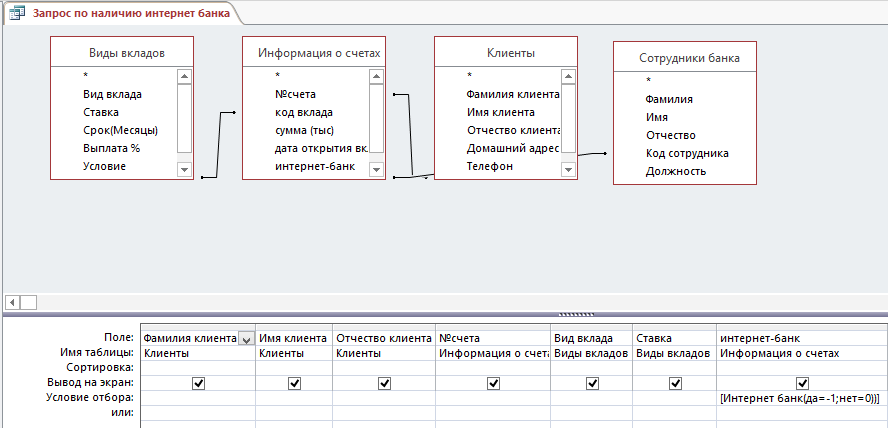 Запрос по наличию интернет банка
Виды вкладов
*
Вид вклада
Ставка
Срок(Месяцы)
Выплата %
Условие
Информация о счетах
*
№счета
код вклада
сумма (тыс)
дата открытия вк
интернет-банк
Клиенты
*
Фамилия клиента
Имя клиента
Отчество клиента
Домашний адрес
Телефон
Сотрудники банка
*
Фамилия
Имя
Отчество
Код сотрудника
Должность
Поле: Фамилия клиента Имя клиента Отчество клиента №счета Вид вклада Ставка интернет-банк
Имя таблицы: Клиенты Клиенты Клиенты Информация о счета Виды вкладов Виды вкладов Информация о счетах
Сортировка:
Вывод на экран:
Условие отбора: [Интернет банк(да=-1;нет=0))]
или: